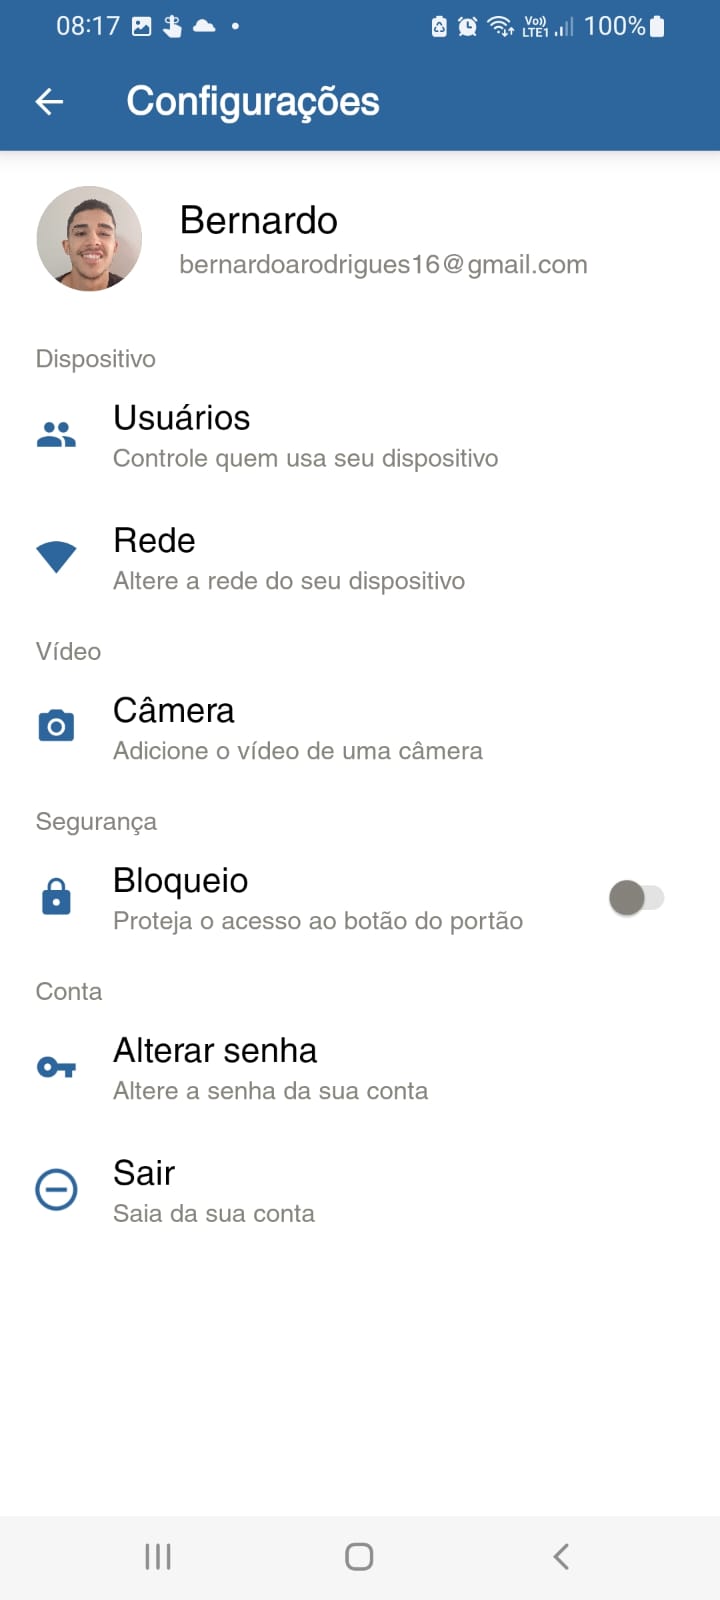 08:17
Vo))
LTE1
100%
Configurações
Bernardo
bernardoarodrigues16@gmail.com
Dispositivo
Usuários
Controle quem usa seu dispositivo
Rede
Altere a rede do seu dispositivo
Vídeo
Câmera
Adicione o vídeo de uma câmera
Segurança
Bloqueio
Proteja o acesso ao botão do portão
Conta
Alterar senha
Altere a senha da sua conta
Sair
Saia da sua conta